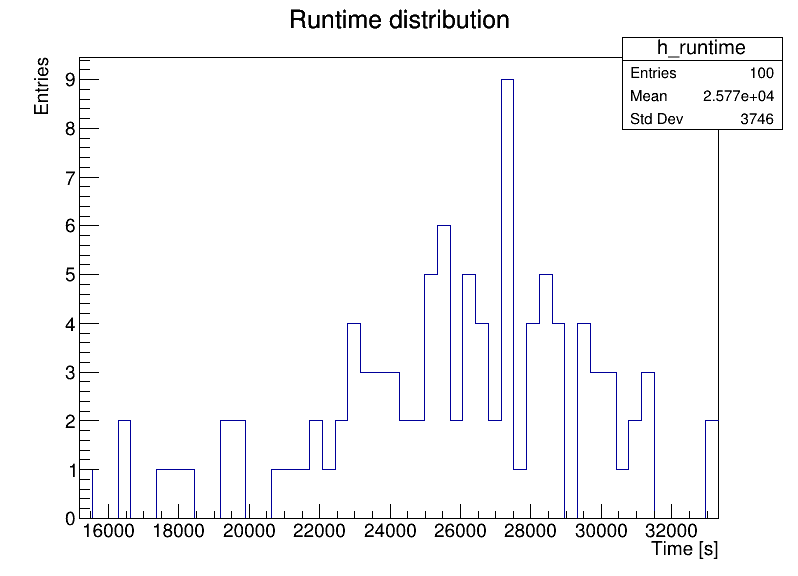 Runtime distribution
h_runtime
Entries 100
Mean 2.577e+04
Std Dev 3746
Entries
9
8
7
6
5
4
3
2
1
0
16000 18000 20000 22000 24000 26000 28000 30000 32000
Time [s]